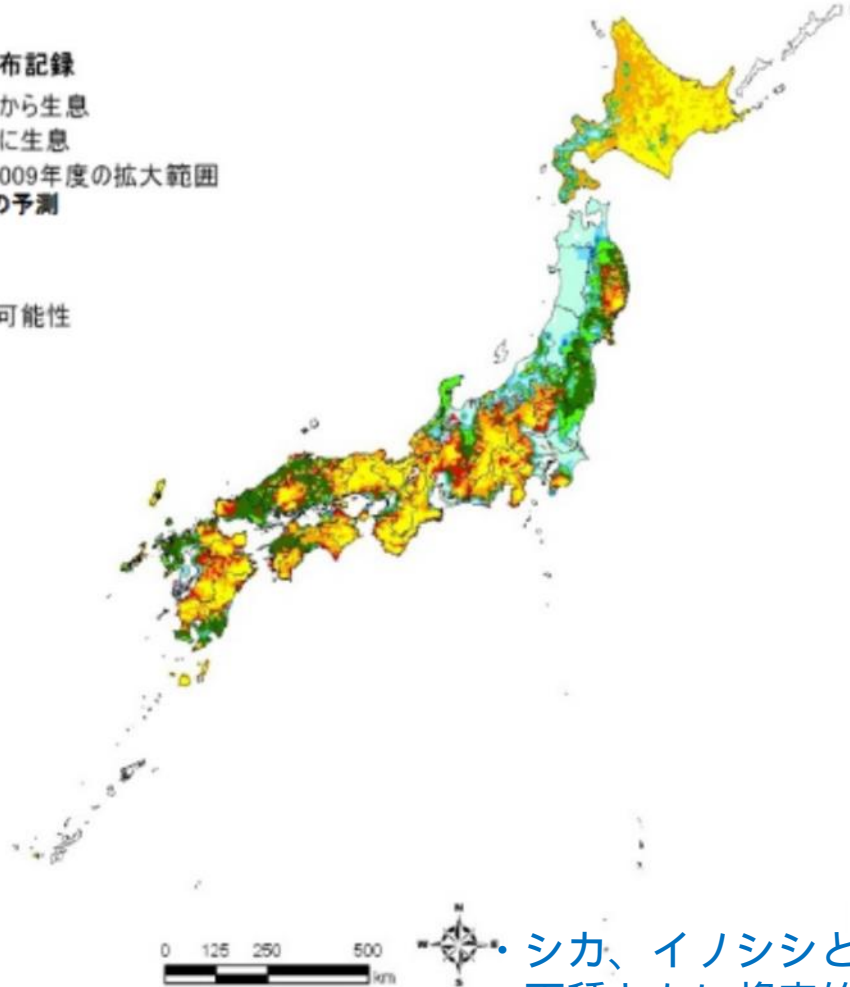 布記録
から生息
に生息
009年度の拡大範囲
の予測
可能性
N
W E
S
0 125 250 500
km
・シカ、イノシシと